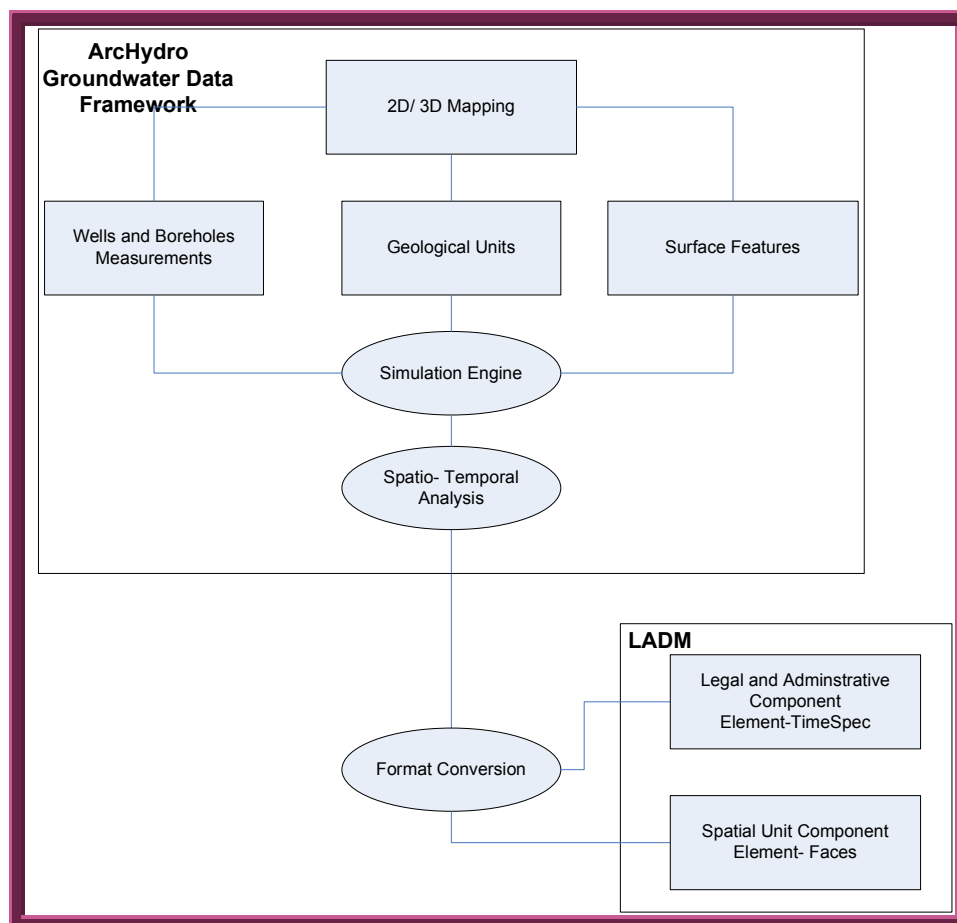 ArcHydro
Groundwater Data
Framework
2D/ 3D Mapping
Wells and Boreholes
Measurements
Geological Units
Surface Features
Simulation Engine
Spatio- Temporal
Analysis
LADM
Legal and Adminstrative
Component
Element-TimeSpec
Format Conversion
Spatial Unit Component
Element- Faces